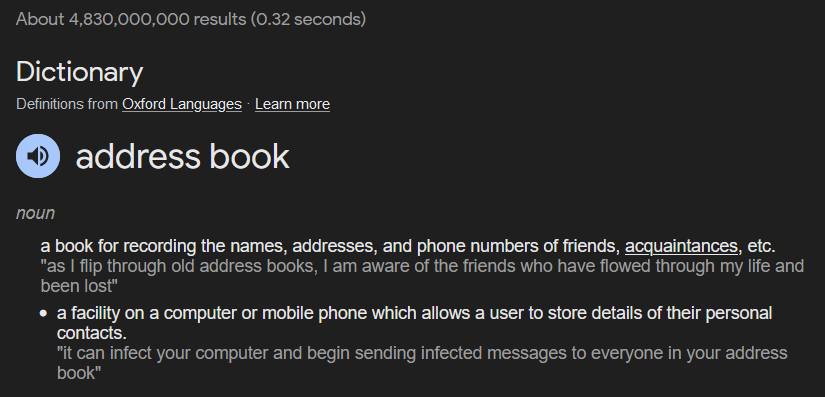 About 4,830,000,000 results (0.32 seconds)
Dictionary
Definitions from Oxford Languages · Learn more
address book
noun
a book for recording the names, addresses, and phone numbers of friends, acquaintances, etc.
"as I flip through old address books, I am aware of the friends who have flowed through my life and
been lost"
• a facility on a computer or mobile phone which allows a user to store details of their personal
contacts.
"it can infect your computer and begin sending infected messages to everyone in your address
book"